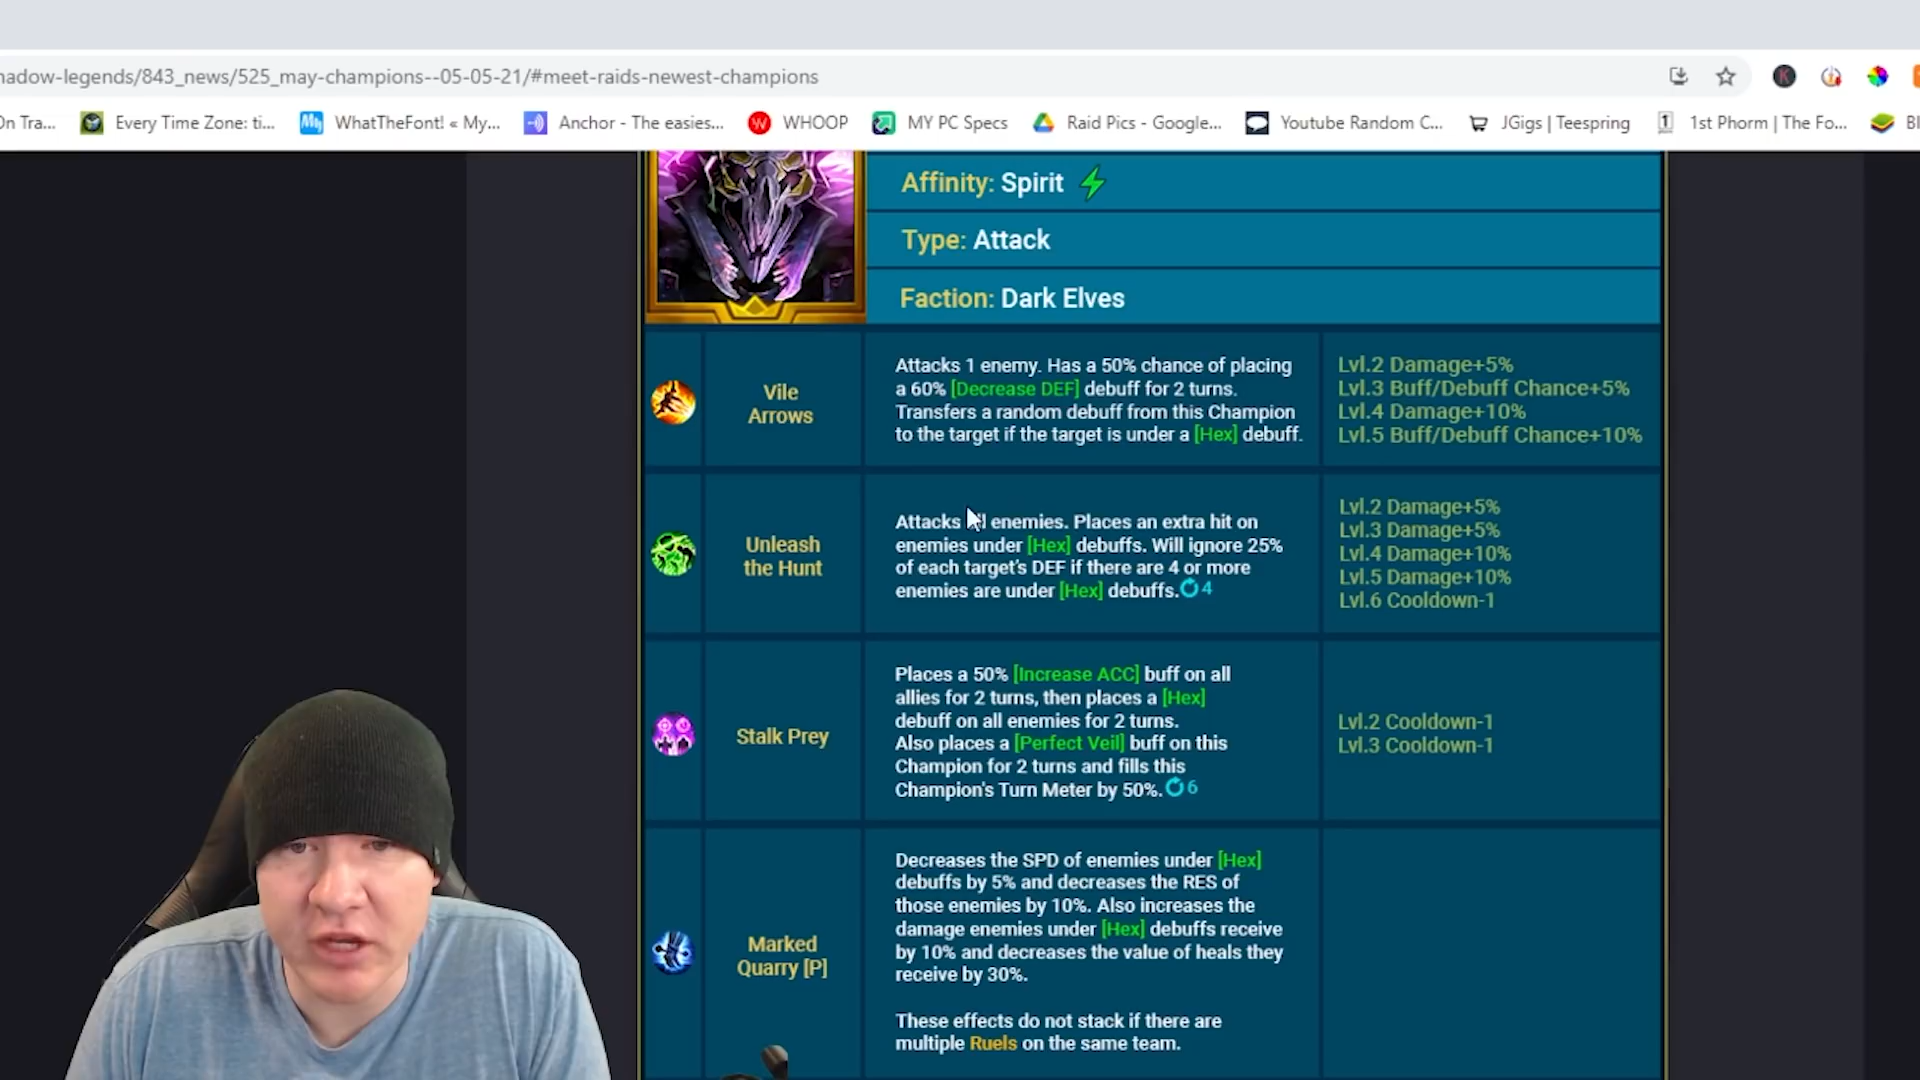 nadow-legends/843_news/525_may-champions--05-05-21/#meet-raids-newest-champions
On Tra... Every Time Zone: ti... WhatTheFont! « My... Anchor - The easies... WHOOP MY PC Specs Raid Pics - Google... Youtube Random C... JGigs | Teespring 1st Phorm | The Fo... Bl
Affinity: Spirit
Type: Attack
Faction: Dark Elves
Vile
Arrows
Attacks 1 enemy. Has a 50% chance of placing
a 60% [Decrease DEF] debuff for 2 turns.
Transfers a random debuff from this Champion
to the target if the target is under a [Hex] debuff.
Lvl.2 Damage+5%
Lvl.3 Buff/Debuff Chance+5%
Lvl.4 Damage+10%
Lvl.5 Buff/Debuff Chance+10%
Unleash
the Hunt
Attacks all enemies. Places an extra hit on
enemies under [Hex] debuffs. Will ignore 25%
of each target's DEF if there are 4 or more
enemies are under [Hex] debuffs. 4
Lvl.2 Damage+5%
Lvl.3 Damage+5%
Lvl.4 Damage+10%
Lvl.5 Damage+10%
Lvl.6 Cooldown-1
Stalk Prey
Places a 50% [Increase ACC] buff on all
allies for 2 turns, then places a [Hex]
debuff on all enemies for 2 turns.
Also places a [Perfect Veil] buff on this
Champion for 2 turns and fills this
Champion's Turn Meter by 50%. 6
Lvl.2 Cooldown-1
Lvl.3 Cooldown-1
Marked
Quarry [P]
Decreases the SPD of enemies under [Hex]
debuffs by 5% and decreases the RES of
those enemies by 10%. Also increases the
damage enemies under [Hex] debuffs receive
by 10% and decreases the value of heals they
receive by 30%.
These effects do not stack if there are
multiple Ruels on the same team.